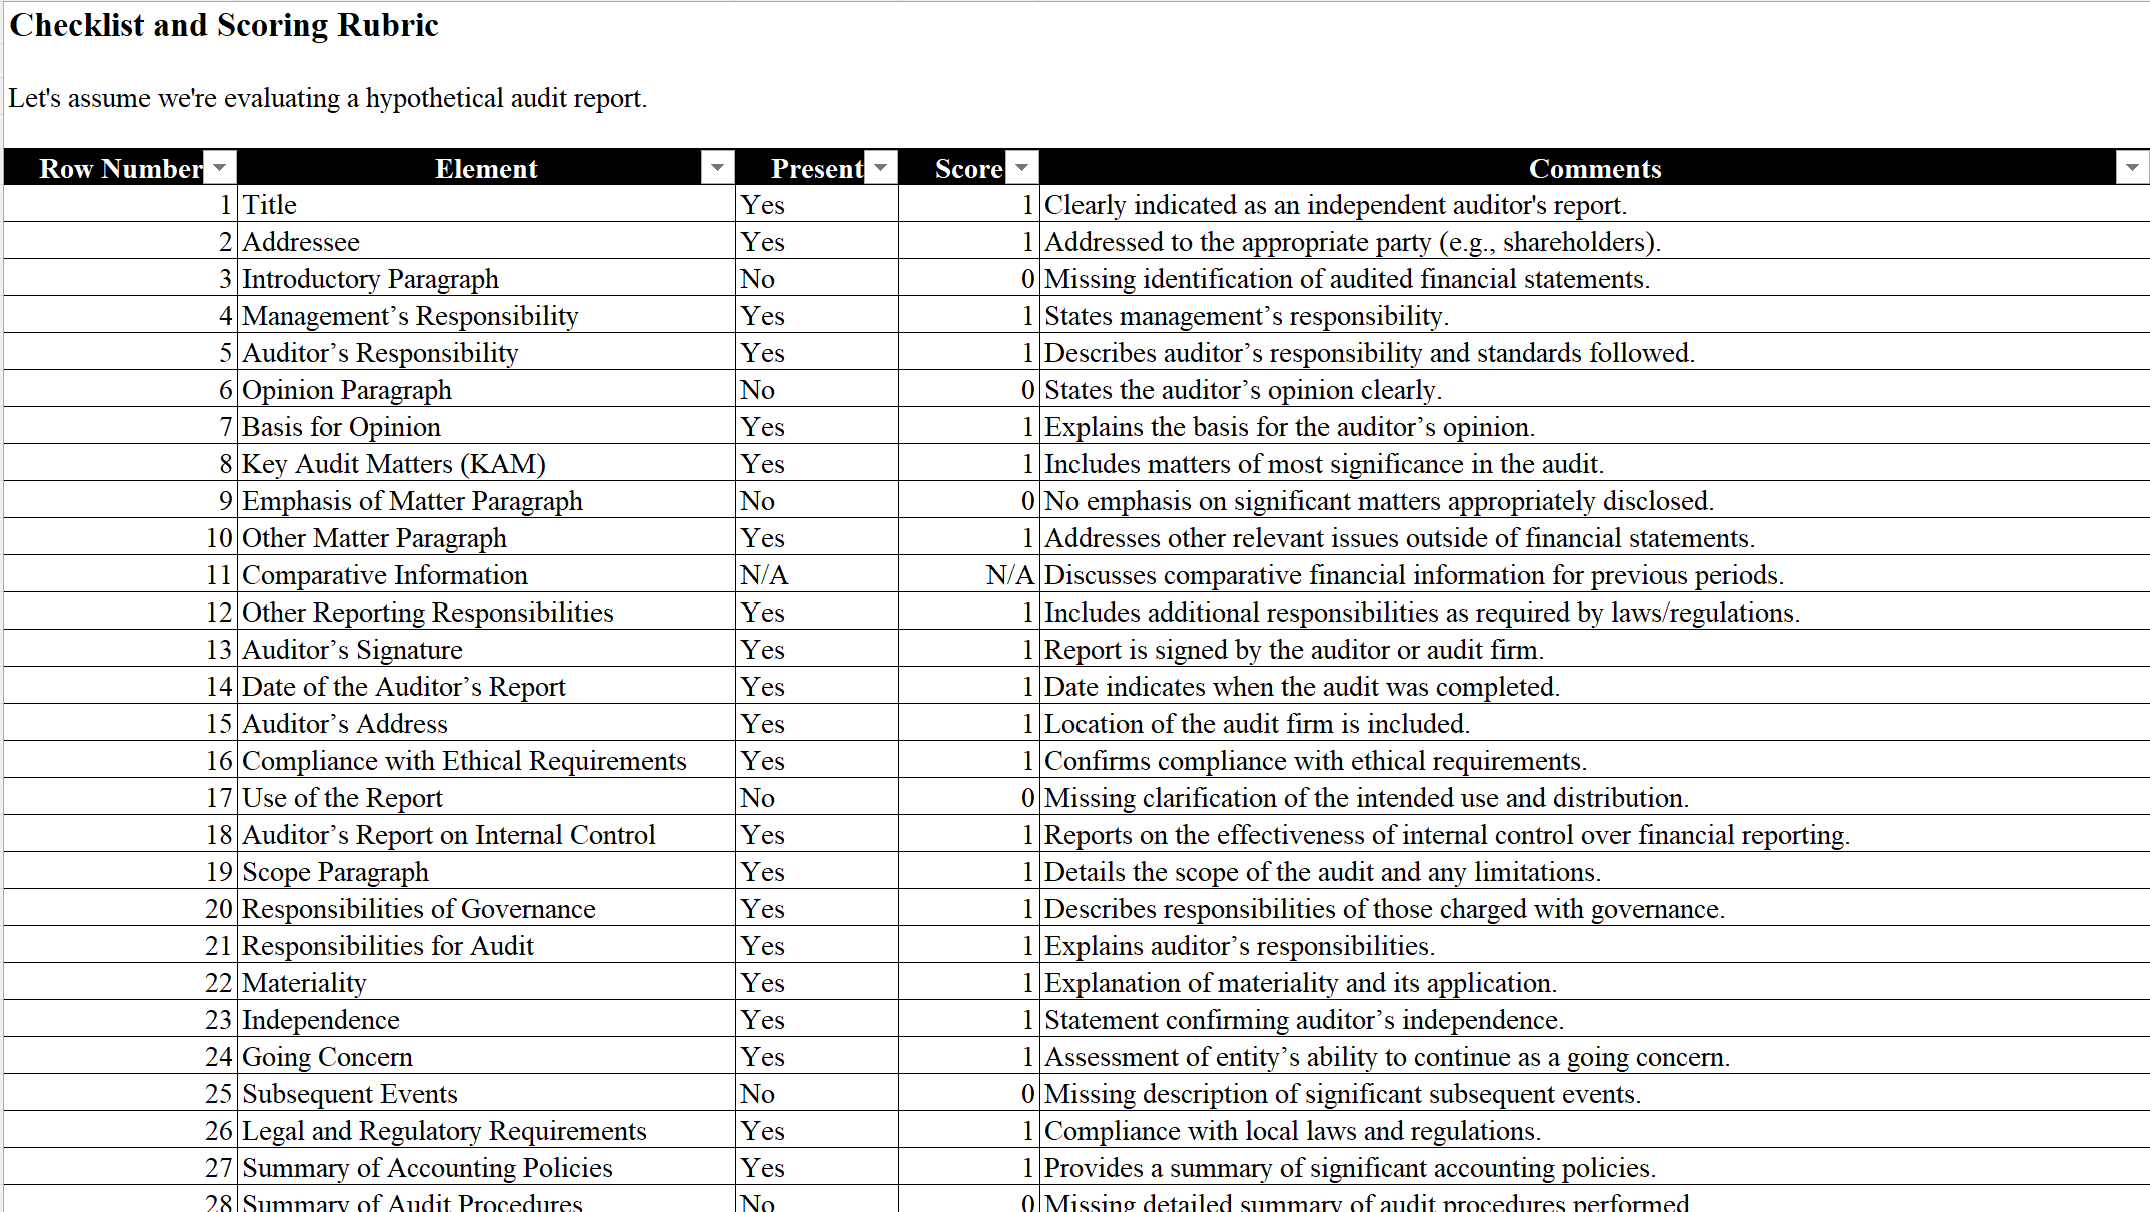 Checklist and Scoring Rubric
Let's assume we're evaluating a hypothetical audit report.
Row Number Element Present Score Comments
1 Title Yes 1 Clearly indicated as an independent auditor's report.
2 Addressee Yes 1 Addressed to the appropriate party (e.g., shareholders).
3 Introductory Paragraph No 0 Missing identification of audited financial statements.
4 Management’s Responsibility Yes 1 States management’s responsibility.
5 Auditor’s Responsibility Yes 1 Describes auditor’s responsibility and standards followed.
6 Opinion Paragraph No 0 States the auditor’s opinion clearly.
7 Basis for Opinion Yes 1 Explains the basis for the auditor’s opinion.
8 Key Audit Matters (KAM) Yes 1 Includes matters of most significance in the audit.
9 Emphasis of Matter Paragraph No 0 No emphasis on significant matters appropriately disclosed.
10 Other Matter Paragraph Yes 1 Addresses other relevant issues outside of financial statements.
11 Comparative Information N/A N/A Discusses comparative financial information for previous periods.
12 Other Reporting Responsibilities Yes 1 Includes additional responsibilities as required by laws/regulations.
13 Auditor’s Signature Yes 1 Report is signed by the auditor or audit firm.
14 Date of the Auditor’s Report Yes 1 Date indicates when the audit was completed.
15 Auditor’s Address Yes 1 Location of the audit firm is included.
16 Compliance with Ethical Requirements Yes 1 Confirms compliance with ethical requirements.
17 Use of the Report No 0 Missing clarification of the intended use and distribution.
18 Auditor’s Report on Internal Control Yes 1 Reports on the effectiveness of internal control over financial reporting.
19 Scope Paragraph Yes 1 Details the scope of the audit and any limitations.
20 Responsibilities of Governance Yes 1 Describes responsibilities of those charged with governance.
21 Responsibilities for Audit Yes 1 Explains auditor’s responsibilities.
22 Materiality Yes 1 Explanation of materiality and its application.
23 Independence Yes 1 Statement confirming auditor’s independence.
24 Going Concern Yes 1 Assessment of entity’s ability to continue as a going concern.
25 Subsequent Events No 0 Missing description of significant subsequent events.
26 Legal and Regulatory Requirements Yes 1 Compliance with local laws and regulations.
27 Summary of Accounting Policies Yes 1 Provides a summary of significant accounting policies.
28 Summary of Audit Procedures No 0 Missing detailed summary of audit procedures performed